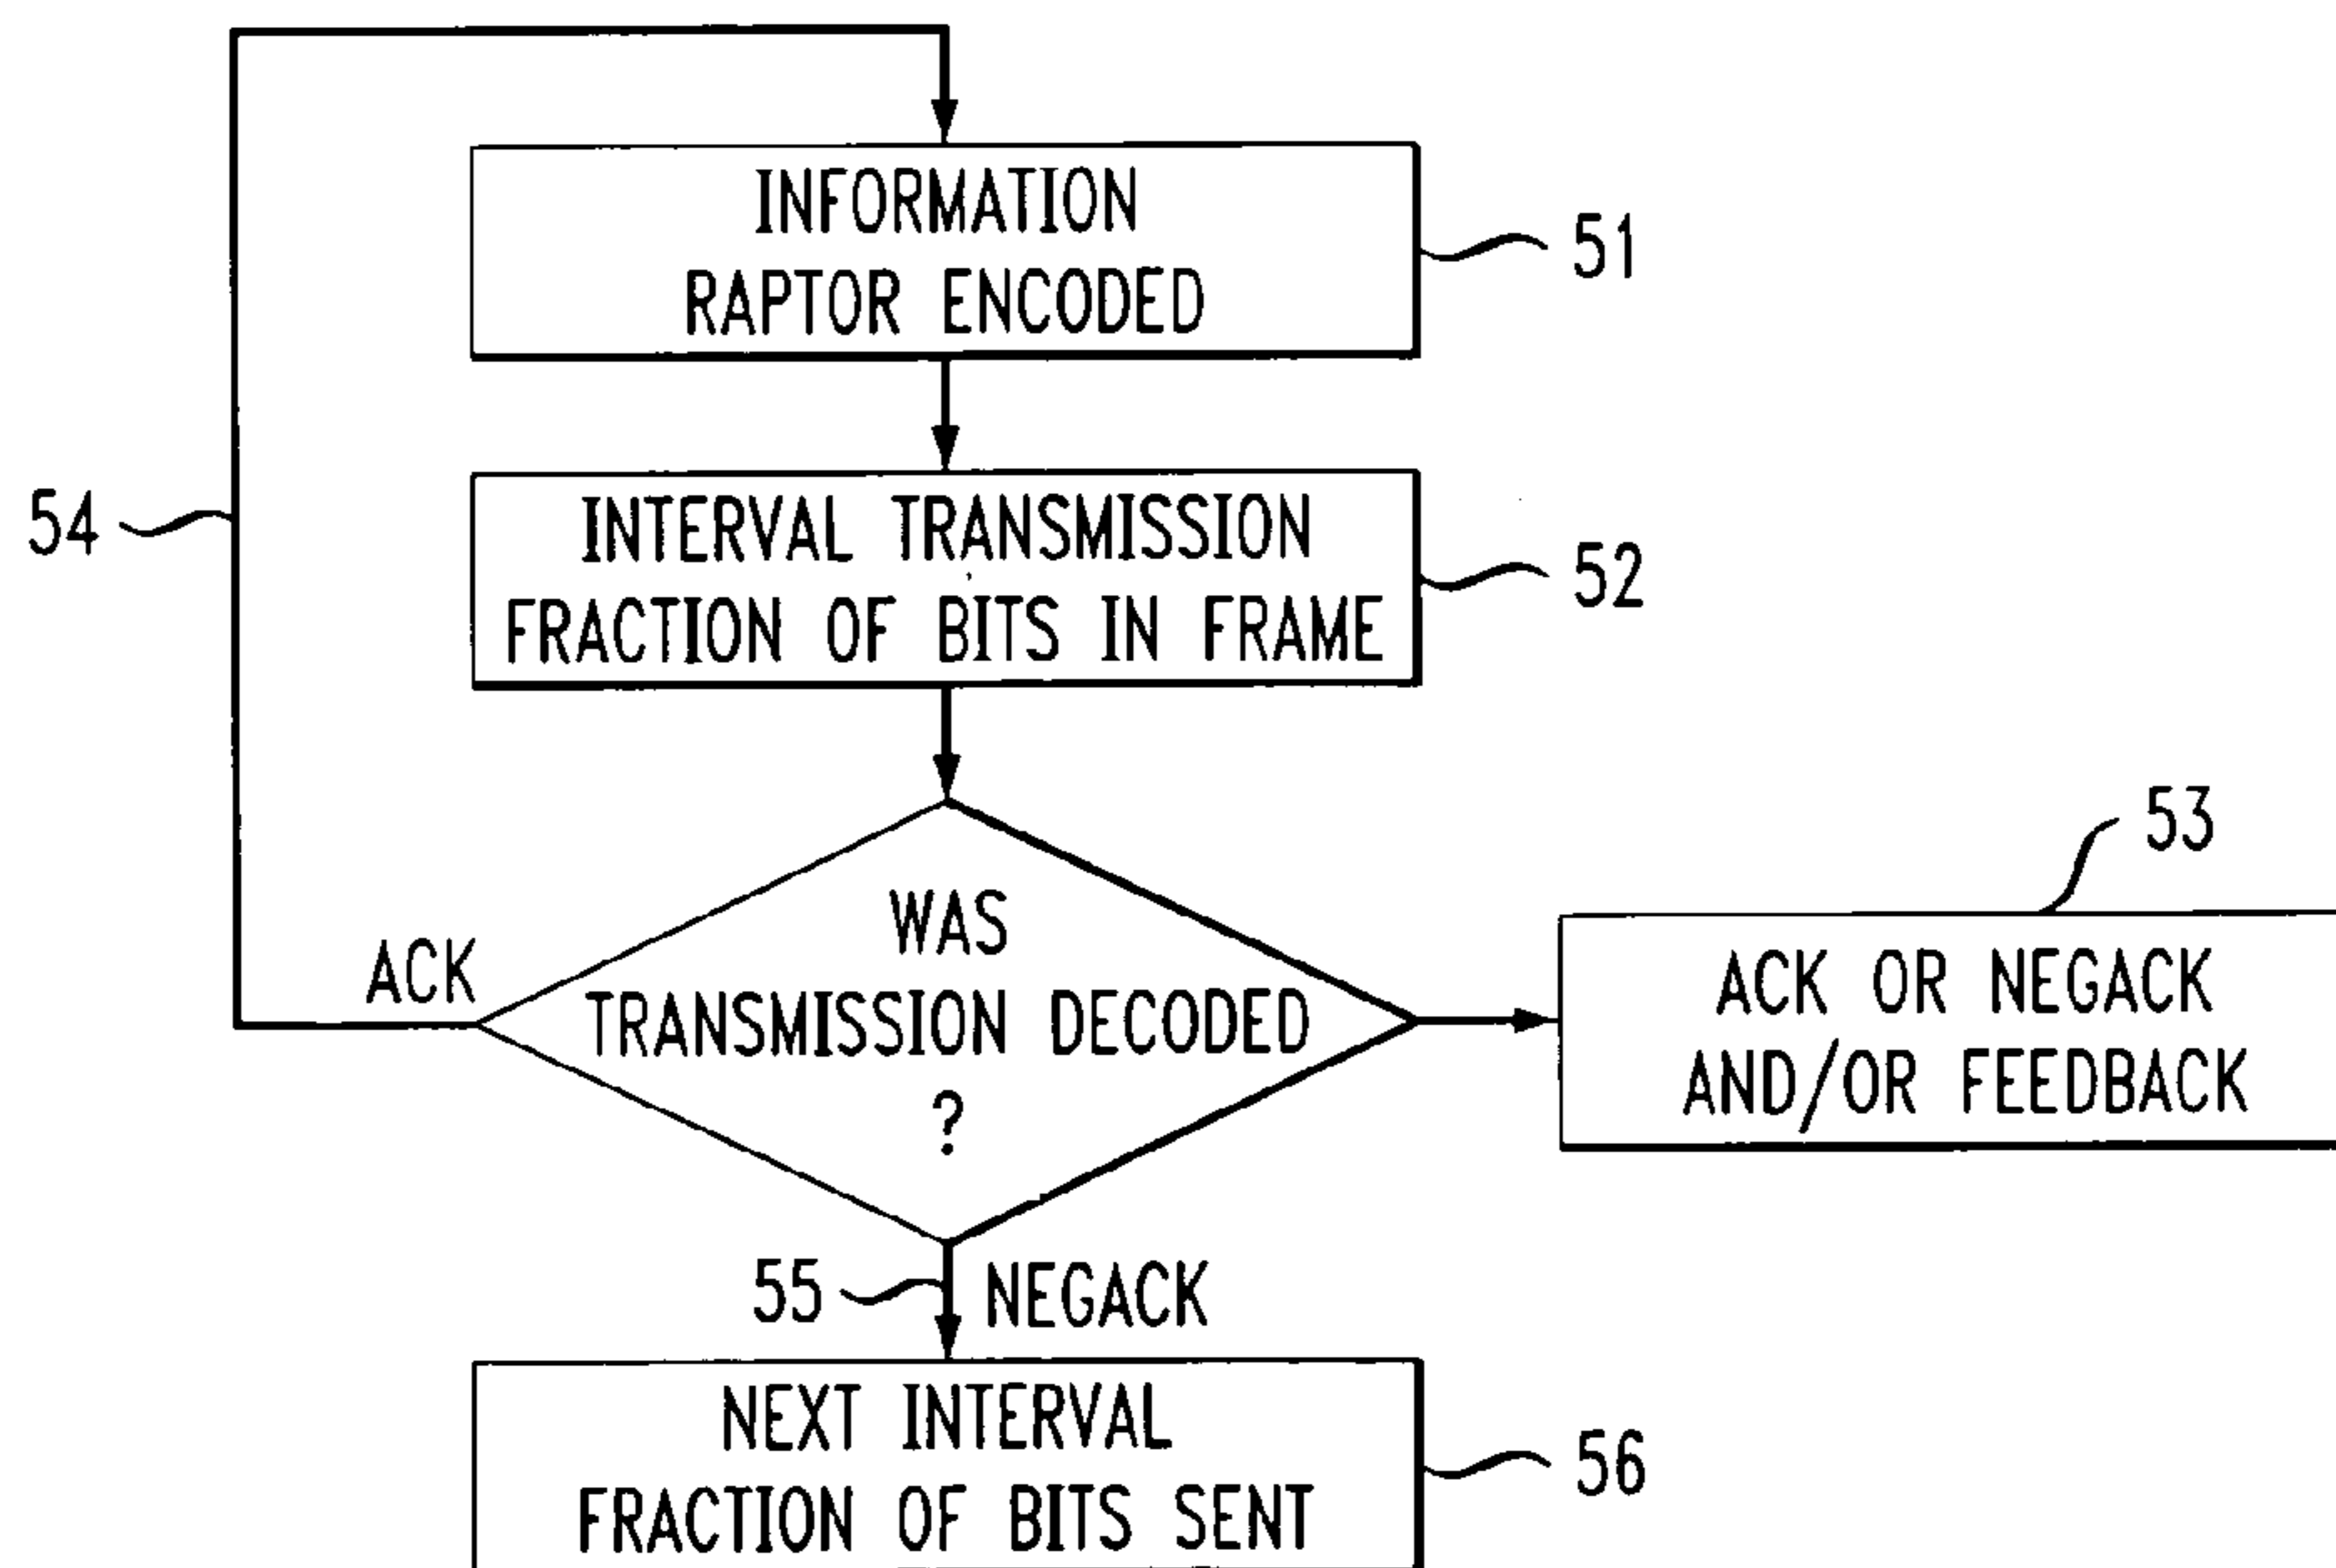 INFORMATION
RAPTOR ENCODED
51
INTERVAL TRANSMISSION
FRACTION OF BITS IN FRAME
52
54
WAS
TRANSMISSION DECODED
?
ACK
53
ACK OR NEGACK
AND/OR FEEDBACK
55
NEGACK
NEXT INTERVAL
FRACTION OF BITS SENT
56